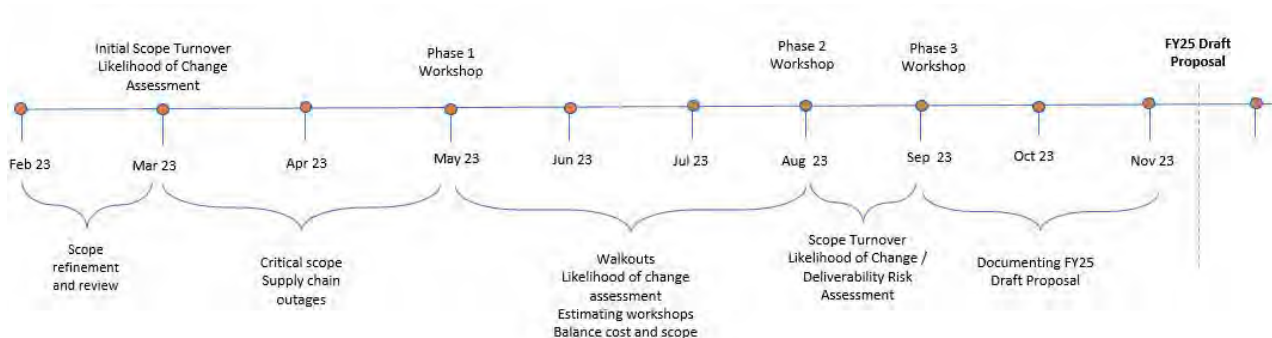 Initial Scope Turnover
Likelihood of Change
Assessment
Phase 1
Workshop
Phase 2
Workshop
Phase 3
Workshop
FY25 Draft
Proposal
Feb 23
Mar 23
Apr 23
May 23
Jun 23
Jul 23
Aug 23
Sep 23
Oct 23
Nov 23
Scope
refinement
and review
Critical scope
Supply chain
outages
Walkouts
Likelihood of change
assessment
Estimating workshops
Balance cost and scope
Scope Turnover
Likelihood of Change /
Deliverability Risk
Assessment
Documenting FY25
Draft Proposal